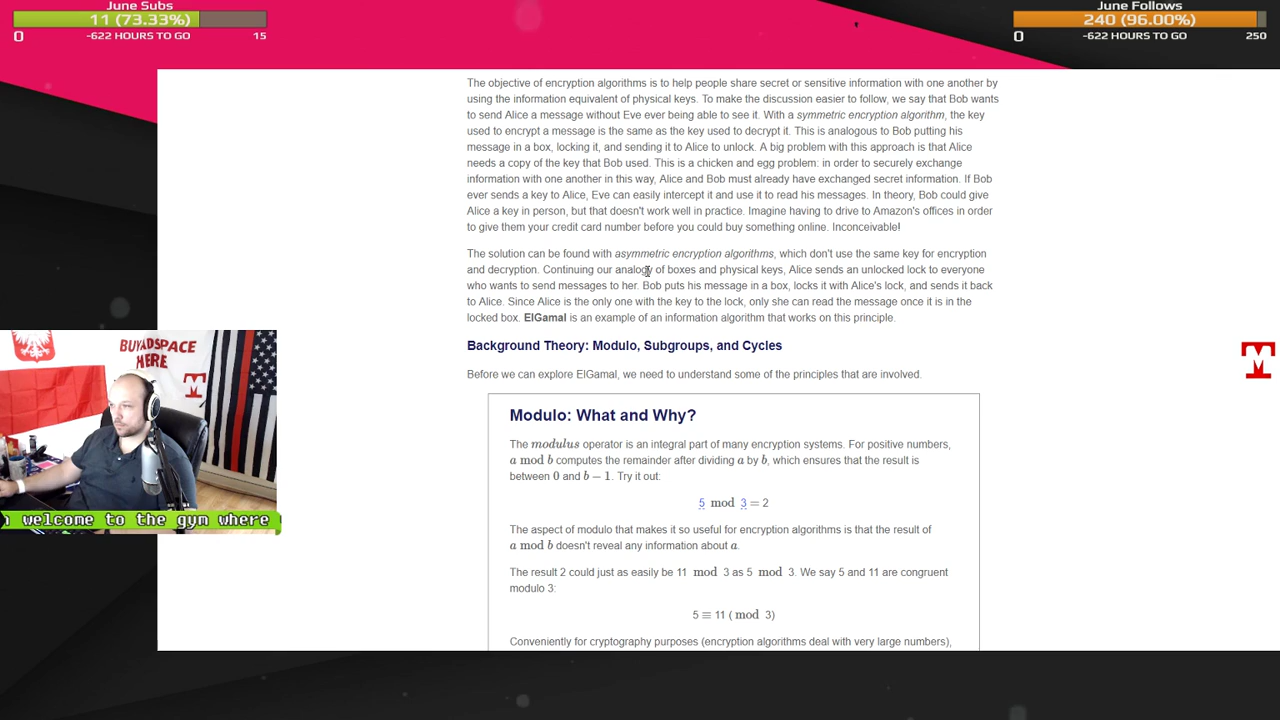 June Subs
11 (73.33%)
0 -622 HOURS TO GO 15
June Follows
240 (96.00%)
0 -622 HOURS TO GO 250
The objective of encryption algorithms is to help people share secret or sensitive information with one another by
using the information equivalent of physical keys. To make the discussion easier to follow, we say that Bob wants
to send Alice a message without Eve ever being able to see it. With a symmetric encryption algorithm, the key
used to encrypt a message is the same as the key used to decrypt it. This is analogous to Bob putting his
message in a box, locking it, and sending it to Alice to unlock. A big problem with this approach is that Alice
needs a copy of the key that Bob used. This is a chicken and egg problem: in order to securely exchange
information with one another in this way, Alice and Bob must already have exchanged secret information. If Bob
ever sends a key to Alice, Eve can easily intercept it and use it to read his messages. In theory, Bob could give
Alice a key in person, but that doesn't work well in practice. Imagine having to drive to Amazon's offices in order
to give them your credit card number before you could buy something online. Inconceivable!
The solution can be found with asymmetric encryption algorithms, which don't use the same key for encryption
and decryption. Continuing our analogy of boxes and physical keys, Alice sends an unlocked lock to everyone
who wants to send messages to her. Bob puts his message in a box, locks it with Alice's lock, and sends it back
to Alice. Since Alice is the only one with the key to the lock, only she can read the message once it is in the
locked box. ElGamal is an example of an information algorithm that works on this principle.
Background Theory: Modulo, Subgroups, and Cycles
Before we can explore ElGamal, we need to understand some of the principles that are involved.
Modulo: What and Why?
The modulus operator is an integral part of many encryption systems. For positive numbers,
a mod b computes the remainder after dividing a by b, which ensures that the result is
between 0 and b − 1. Try it out:
5 mod 3 = 2
The aspect of modulo that makes it so useful for encryption algorithms is that the result of
a mod b doesn't reveal any information about a.
The result 2 could just as easily be 11 mod 3 as 5 mod 3. We say 5 and 11 are congruent
modulo 3:
5 ≡ 11 ( mod 3)
Conveniently for cryptography purposes (encryption algorithms deal with very large numbers),
BUY ADSPACE
HERE
M
welcome to the gym where
M